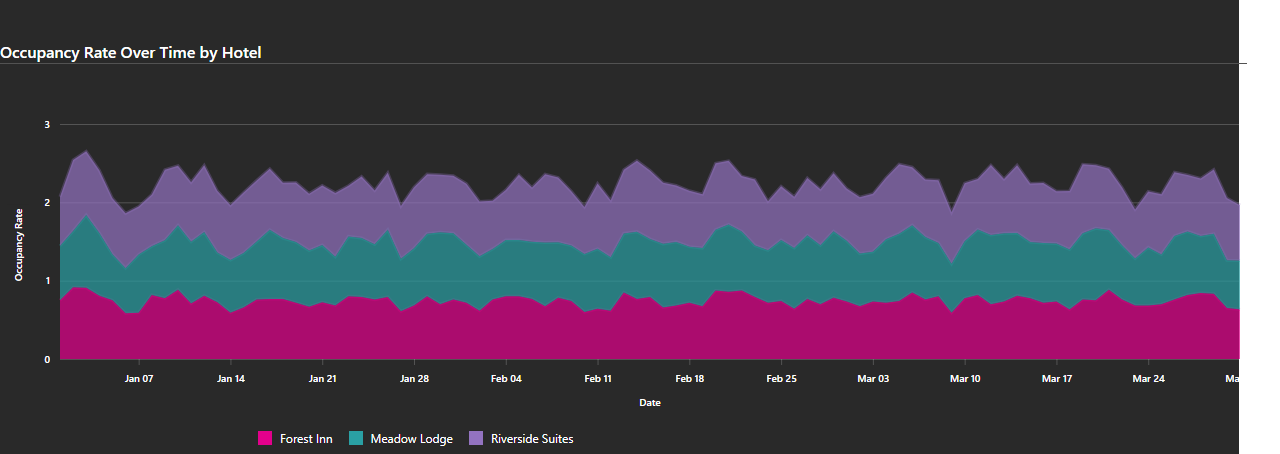 Occupancy Rate Over Time by Hotel
3
2
1
0
Occupancy Rate
Jan 07 Jan 14 Jan 21 Jan 28 Feb 04 Feb 11 Feb 18 Feb 25 Mar 03 Mar 10 Mar 17 Mar 24 Ma
Date
Forest Inn Meadow Lodge Riverside Suites